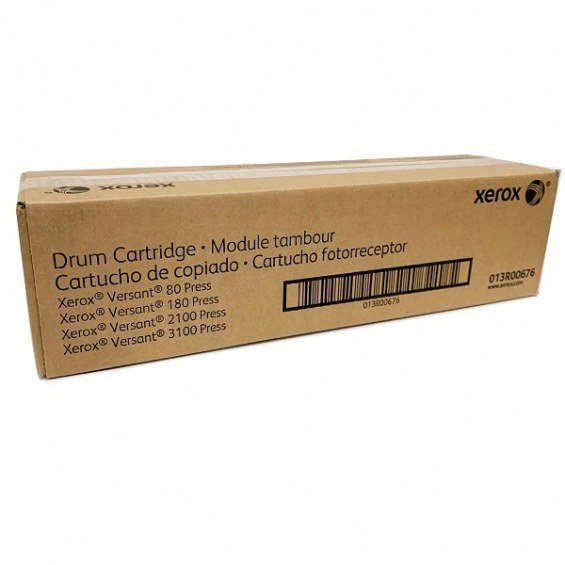 xerox
xerox
Drum Cartridge • Module tambour
Cartucho de copiado • Cartucho fotorreceptor
Xerox® Versant® 80 Press
Xerox® Versant® 180 Press
Xerox® Versant® 2100 Press
Xerox® Versant® 3100 Press
013R00676
013R00676
www.xerox.com